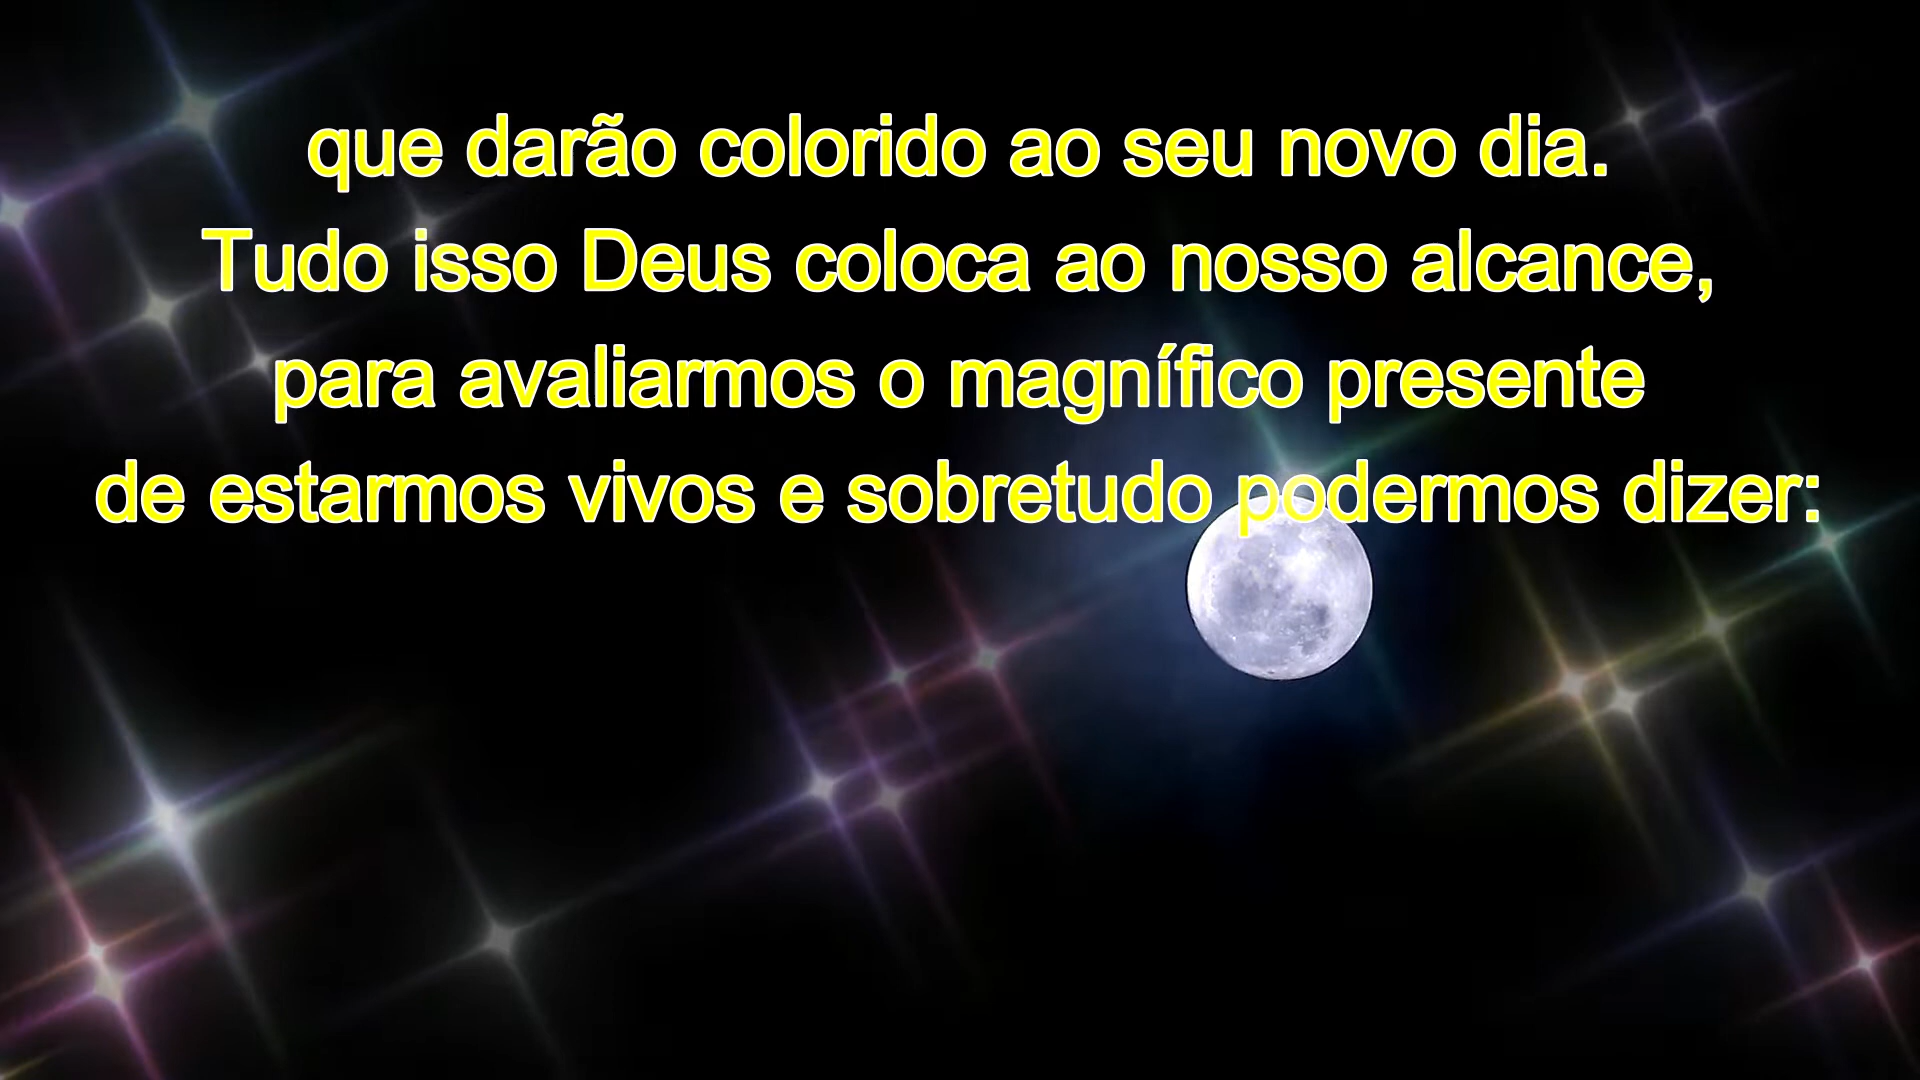 que darão colorido ao seu novo dia.
Tudo isso Deus coloca ao nosso alcance,
para avaliarmos o magnífico presente
de estarmos vivos e sobretudo podermos dizer: